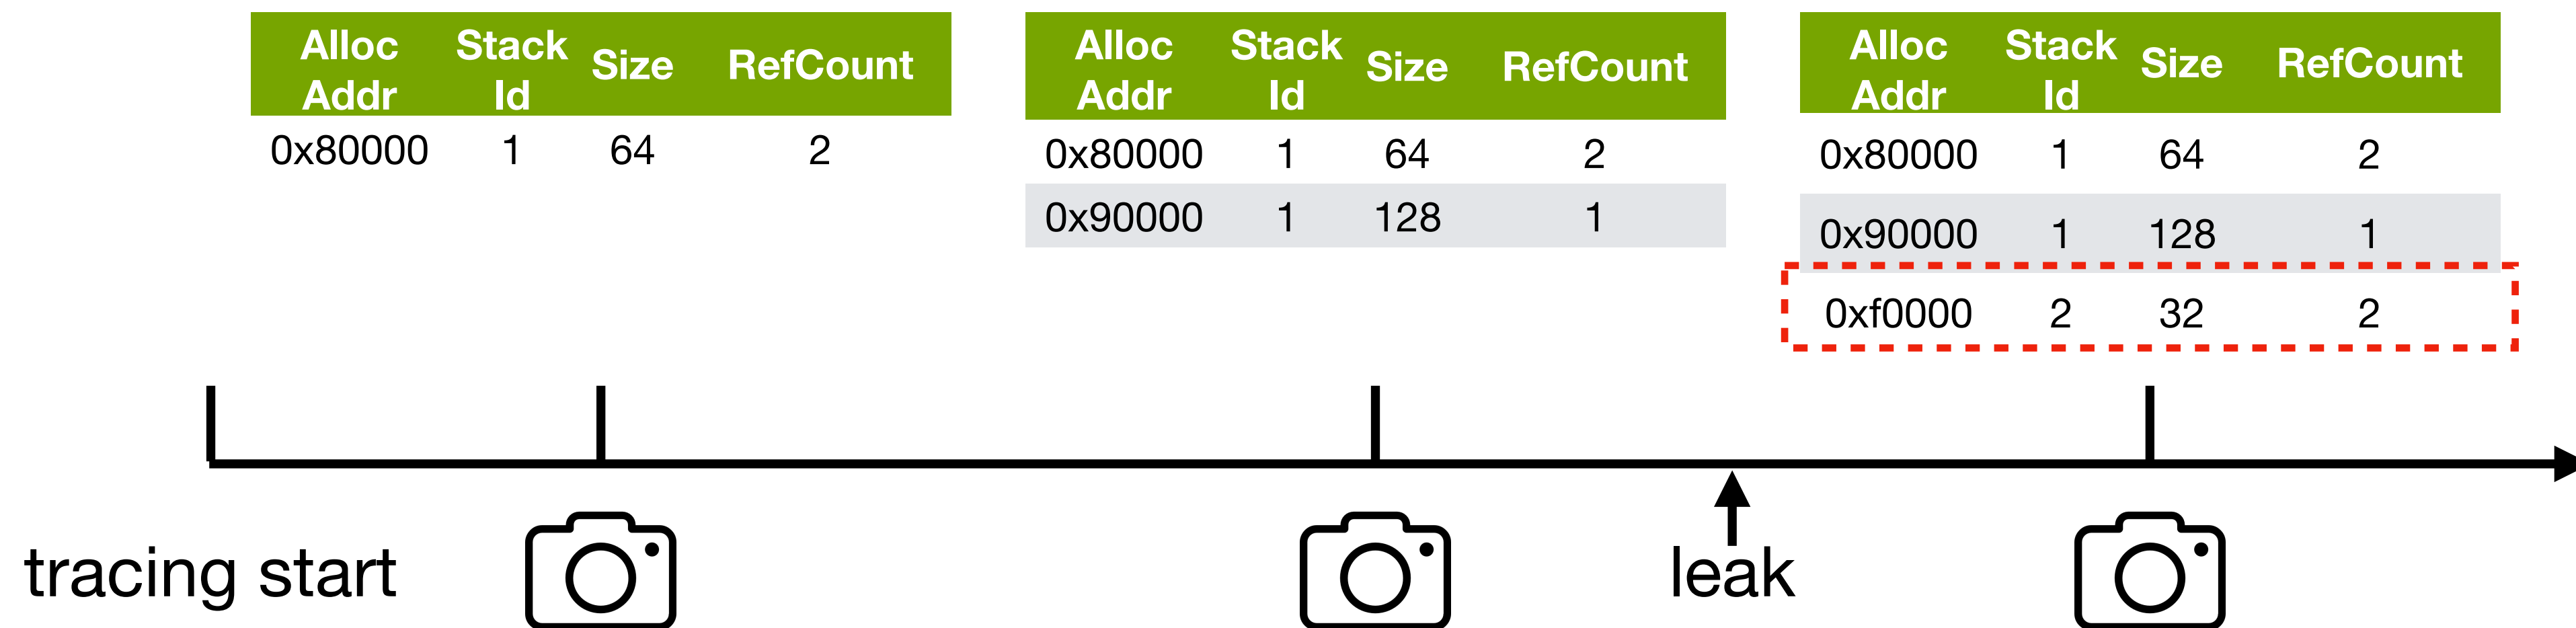 Alloc Addr Stack Id Size RefCount
0x80000 1 64 2
Alloc Addr Stack Id Size RefCount
0x80000 1 64 2
0x90000 1 128 1
Alloc Addr Stack Id Size RefCount
0x80000 1 64 2
0x90000 1 128 1
0xf0000 2 32 2
tracing start
leak